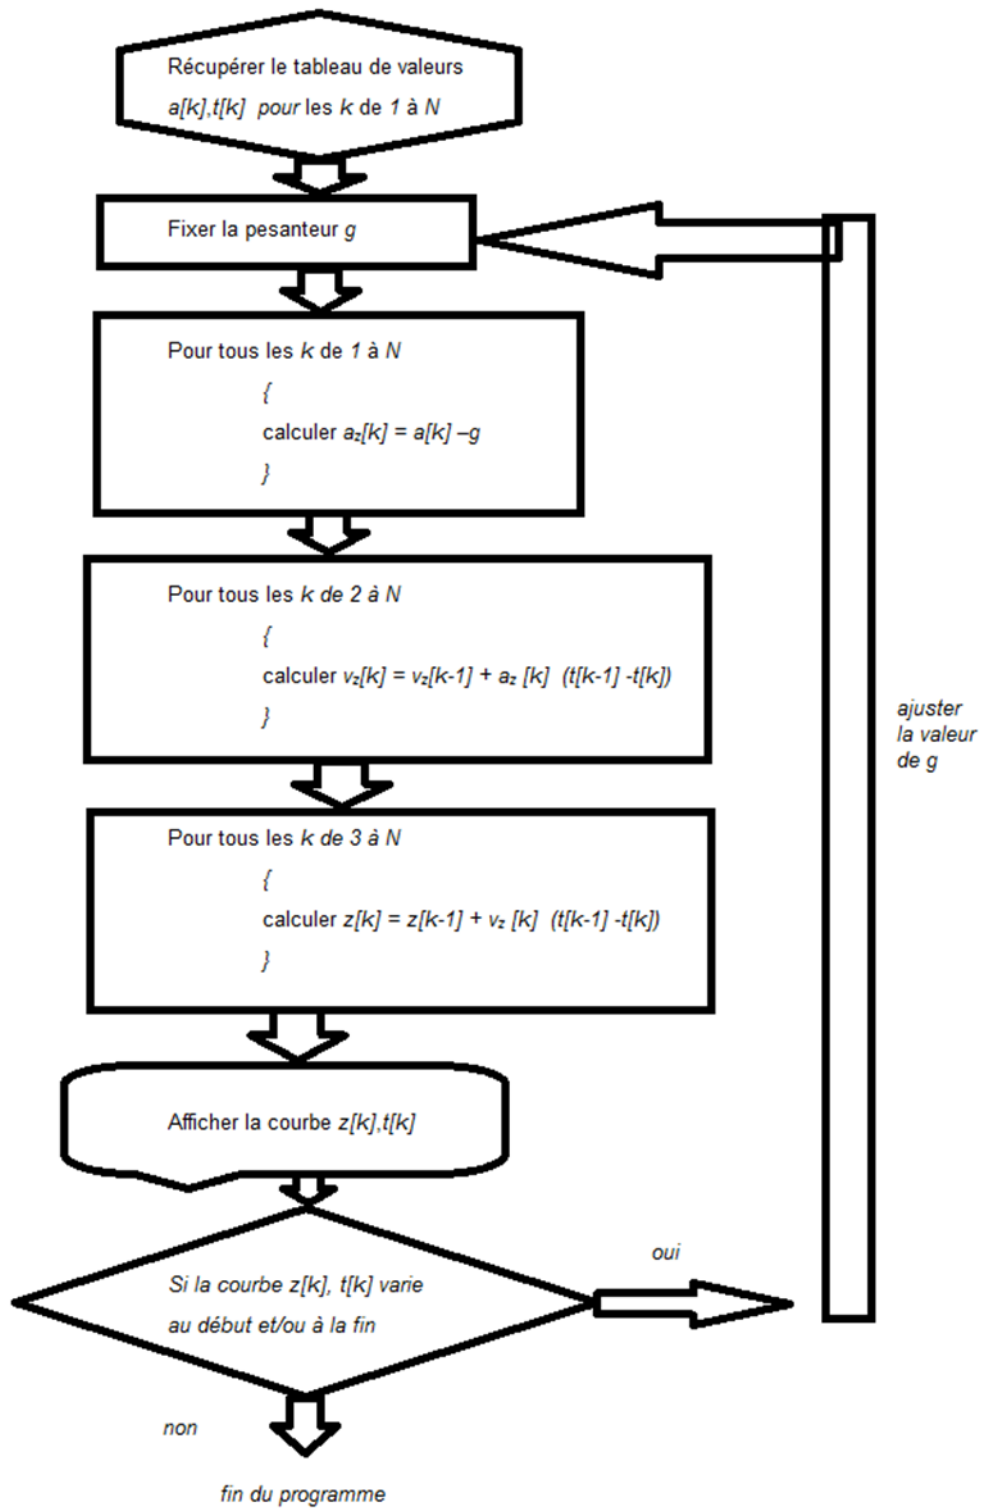 Récupérer le tableau de valeurs
a[k],t[k] pour les k de 1 à N
Fixer la pesanteur g
Pour tous les k de 1 à N
{
calculer az[k] = a[k] –g
}
Pour tous les k de 2 à N
{
calculer vz[k] = vz[k-1] + az [k] (t[k-1] -t[k])
}
Pour tous les k de 3 à N
{
calculer z[k] = z[k-1] + vz [k] (t[k-1] -t[k])
}
Afficher la courbe z[k],t[k]
Si la courbe z[k], t[k] varie
au début et/ou à la fin
oui
ajuster
la valeur
de g
non
fin du programme